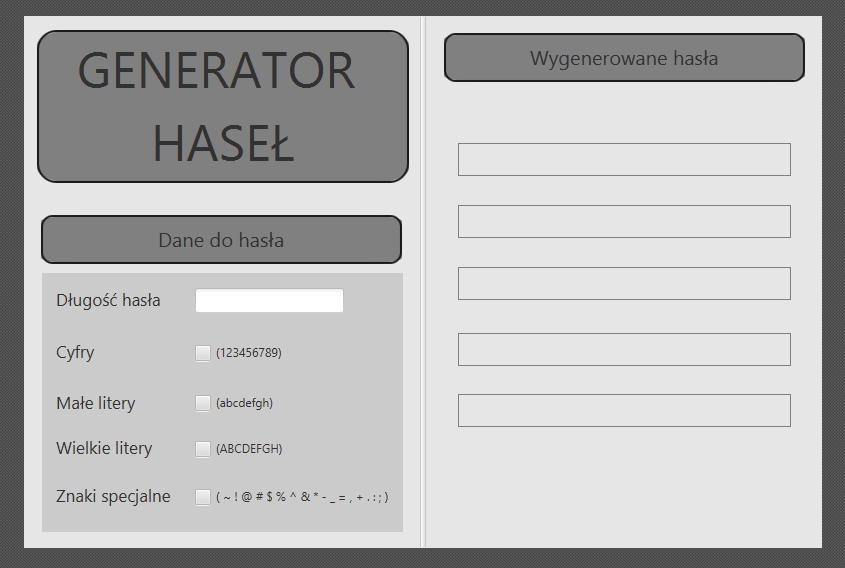 GENERATOR
HASEŁ
Dane do hasła
Długość hasła
Cyfry (123456789)
Małe litery (abcdefgh)
Wielkie litery (ABCDEFGH)
Znaki specjalne ( ~ ! @ # $ % ^ & * - _ = , + . : ; )
Wygenerowane hasła